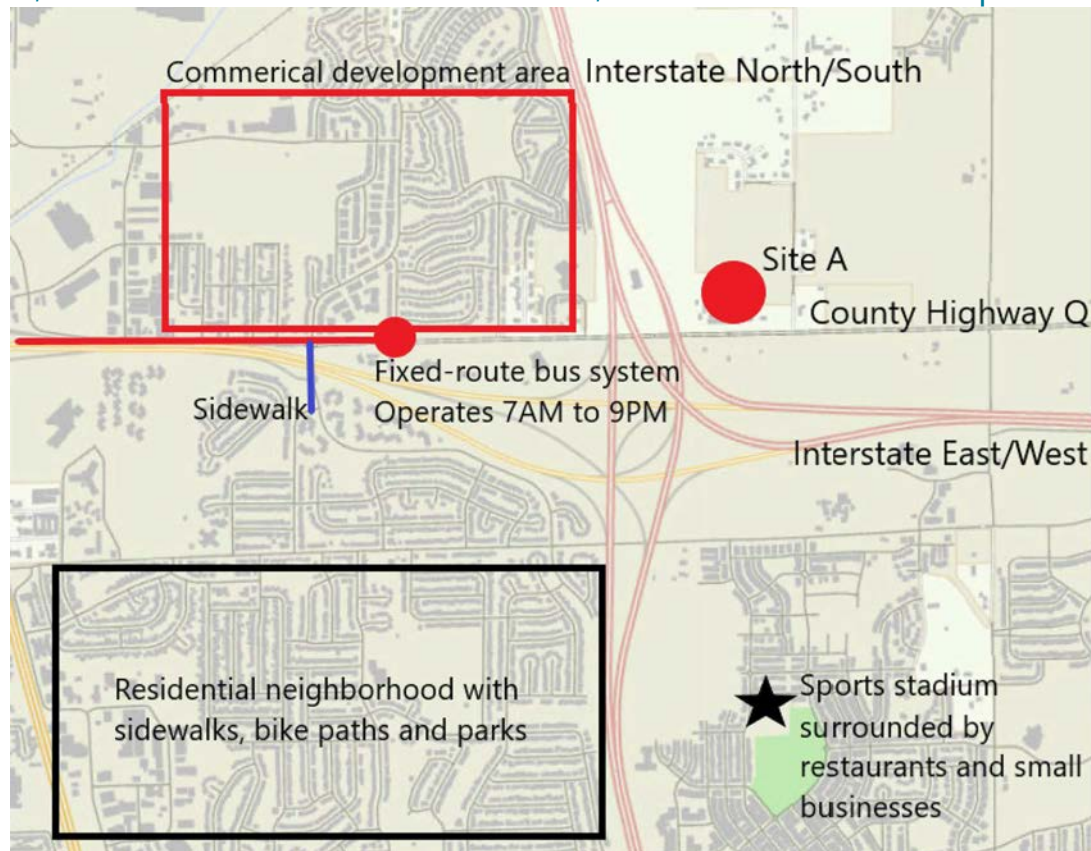 Commerical development area
Interstate North/South
Site A
County Highway Q
Fixed-route bus system
Operates 7AM to 9PM
Sidewalk
Interstate East/West
Residential neighborhood with
sidewalks, bike paths and parks
Sports stadium
surrounded by
restaurants and small
businesses